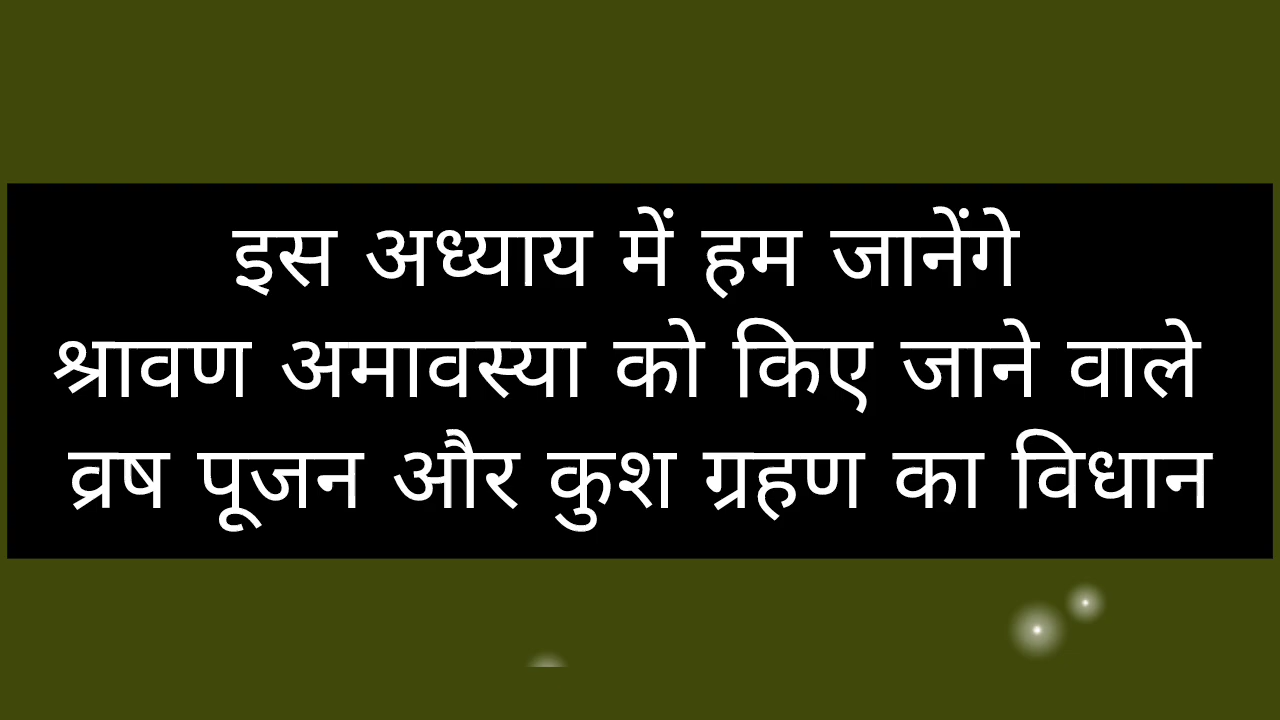 इस अध्याय में हम जानेंगे
श्रावण अमावस्या को किए जाने वाले
व्रष पूजन और कुश ग्रहण का विधान